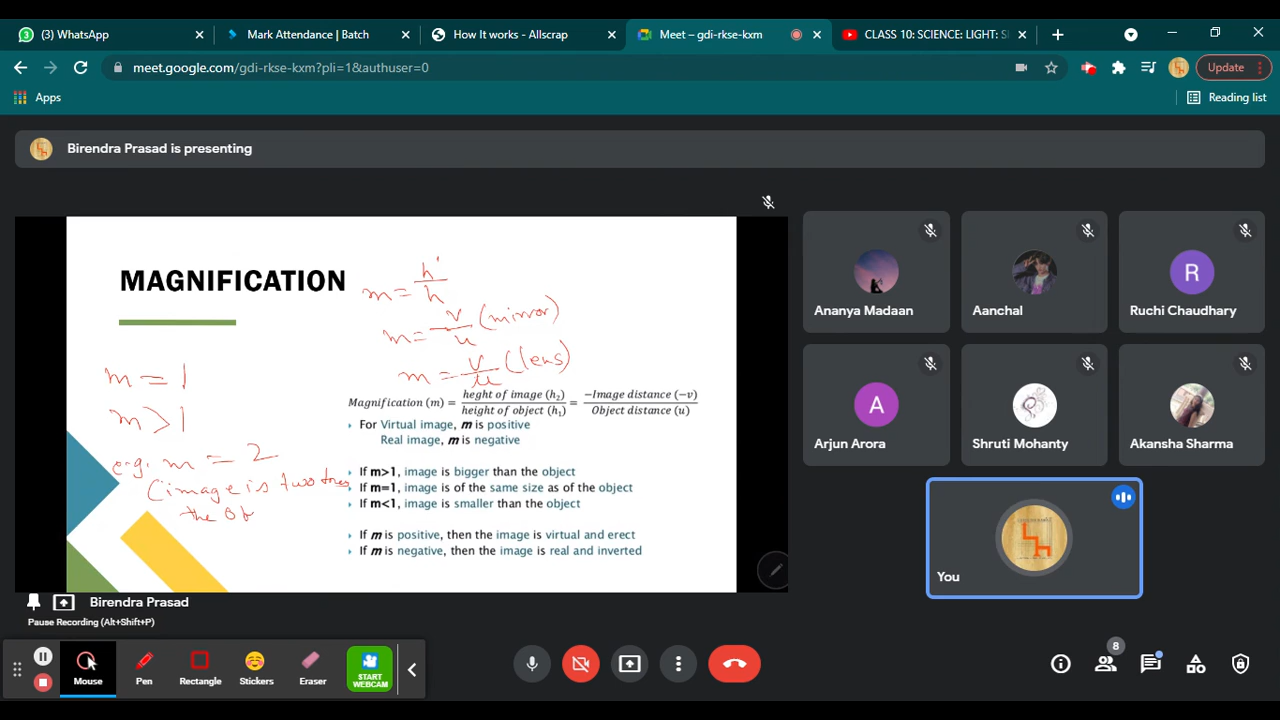 (3) WhatsApp
Mark Attendance | Batch
How It works - Allscrap
Meet – gdi-rkse-kxm
CLASS 10: SCIENCE: LIGHT: S
meet.google.com/gdi-rkse-kxm?pli=1&authuser=0
Update
Apps
Reading list
Birendra Prasad is presenting
MAGNIFICATION
m = h'/h
m = v/u (mirror)
m = v/u (lens)
m = 1
m > 1
e.g. m = 2
(image is two times
the Ob
Magnification (m) = heght of image (h₂)/height of object (h₁) = −Image distance (−v)/Object distance (u)
For Virtual image, m is positive
Real image, m is negative
If m>1, image is bigger than the object
If m=1, image is of the same size as of the object
If m<1, image is smaller than the object
If m is positive, then the image is virtual and erect
If m is negative, then the image is real and inverted
Ananya Madaan
Aanchal
R
Ruchi Chaudhary
A
Arjun Arora
Shruti Mohanty
Akansha Sharma
You
Birendra Prasad
Pause Recording (Alt+Shift+P)
Mouse
Pen
Rectangle
Stickers
Eraser
START
WEBCAM
8